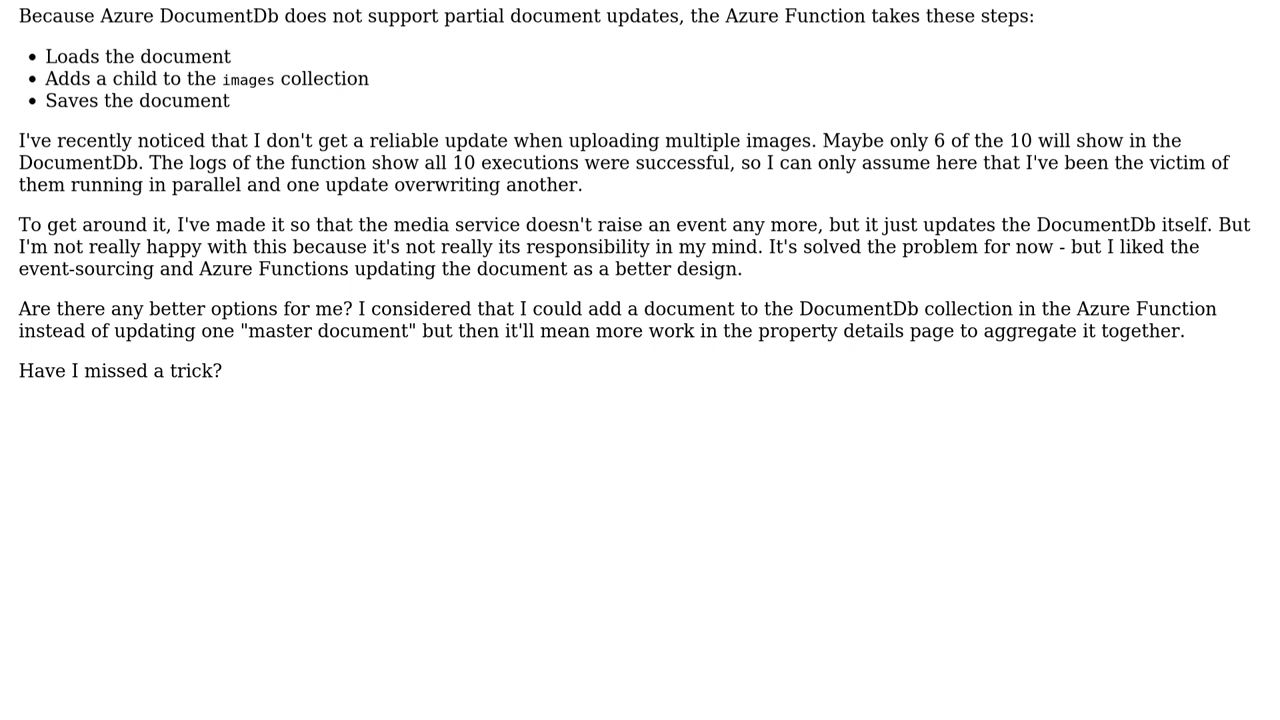 Because Azure DocumentDb does not support partial document updates, the Azure Function takes these steps:
• Loads the document
• Adds a child to the images collection
• Saves the document
I've recently noticed that I don't get a reliable update when uploading multiple images. Maybe only 6 of the 10 will show in the
DocumentDb. The logs of the function show all 10 executions were successful, so I can only assume here that I've been the victim of
them running in parallel and one update overwriting another.
To get around it, I've made it so that the media service doesn't raise an event any more, but it just updates the DocumentDb itself. But
I'm not really happy with this because it's not really its responsibility in my mind. It's solved the problem for now - but I liked the
event-sourcing and Azure Functions updating the document as a better design.
Are there any better options for me? I considered that I could add a document to the DocumentDb collection in the Azure Function
instead of updating one "master document" but then it'll mean more work in the property details page to aggregate it together.
Have I missed a trick?